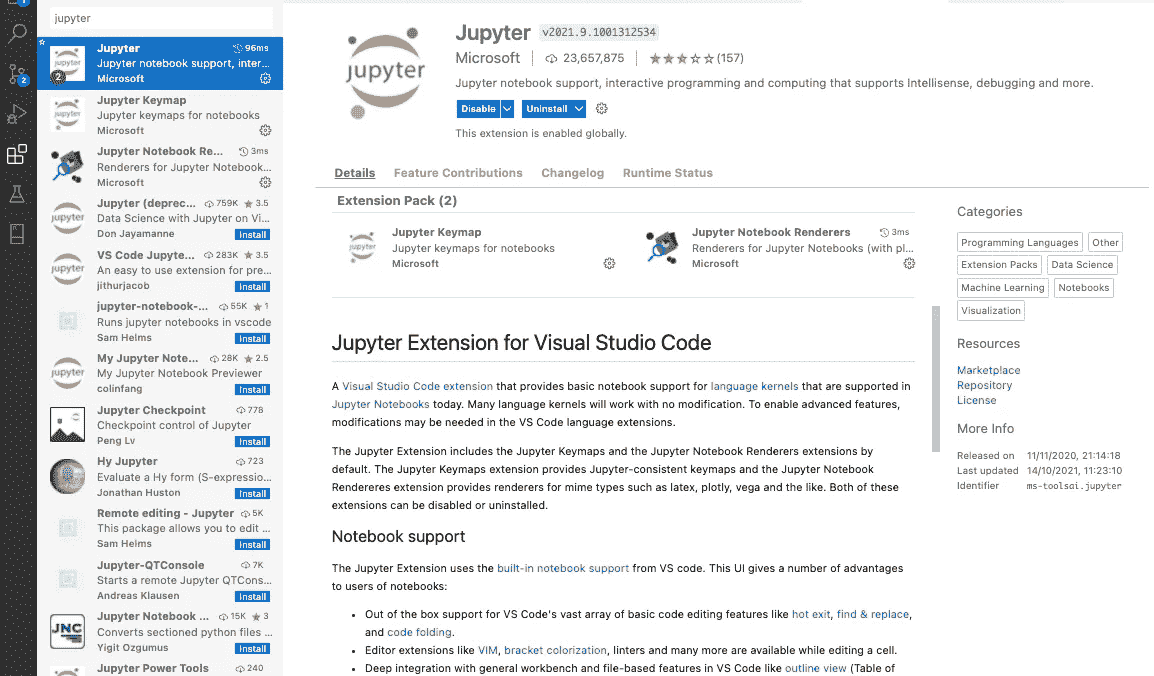 jupyter
Jupyter 96ms
Jupyter notebook support, inter...
Microsoft
Jupyter Keymap
Jupyter keymaps for notebooks
Microsoft
Jupyter Notebook Re... 3ms
Renderers for Jupyter Notebook...
Microsoft
Jupyter (deprec... 759K 3.5
Data Science with Jupyter on Vi...
Don Jayamanne Install
VS Code Jupyte... 283K 3.5
An easy to use extension for pre...
jithurjacob Install
jupyter-notebook-... 55K 1
Runs jupyter notebooks in vscode
Sam Helms Install
My Jupyter Note... 28K 2.5
My Jupyter Notebook Previewer
colinfang Install
Jupyter Checkpoint 778
Checkpoint control of Jupyter
Peng Lv Install
Hy Jupyter 723
Evaluate a Hy form (S-expressio...
Jonathan Huston Install
Remote editing - Jupyter 5K
This package allows you to edit ...
Sam Helms Install
Jupyter-QTConsole 7K
Starts a remote Jupyter QTCons...
Andreas Klausen Install
Jupyter Notebook ... 15K 3
Converts sectioned python files ...
Yigit Ozgumus Install
Jupyter Power Tools 240
2
2
jupyter
jupyter
jupyter
jupyter
jupyter
jupyter
JNC
jupyter
Jupyter v2021.9.1001312534
Microsoft 23,657,875 (157)
Jupyter notebook support, interactive programming and computing that supports Intellisense, debugging and more.
Disable Uninstall
This extension is enabled globally.
Details Feature Contributions Changelog Runtime Status
Extension Pack (2)
jupyter
Jupyter Keymap
Jupyter keymaps for notebooks
Microsoft
Jupyter Notebook Renderers 3ms
Renderers for Jupyter Notebooks (with pl...
Microsoft
Jupyter Extension for Visual Studio Code
A Visual Studio Code extension that provides basic notebook support for language kernels that are supported in
Jupyter Notebooks today. Many language kernels will work with no modification. To enable advanced features,
modifications may be needed in the VS Code language extensions.
The Jupyter Extension includes the Jupyter Keymaps and the Jupyter Notebook Renderers extensions by
default. The Jupyter Keymaps extension provides Jupyter-consistent keymaps and the Jupyter Notebook
Rendereres extension provides renderers for mime types such as latex, plotly, vega and the like. Both of these
extensions can be disabled or uninstalled.
Notebook support
The Jupyter Extension uses the built-in notebook support from VS code. This UI gives a number of advantages
to users of notebooks:
• Out of the box support for VS Code's vast array of basic code editing features like hot exit, find & replace,
and code folding.
• Editor extensions like VIM, bracket colorization, linters and many more are available while editing a cell.
• Deep integration with general workbench and file-based features in VS Code like outline view (Table of
Categories
Programming Languages Other
Extension Packs Data Science
Machine Learning Notebooks
Visualization
Resources
Marketplace
Repository
License
More Info
Released on 11/11/2020, 21:14:18
Last updated 14/10/2021, 11:23:10
Identifier ms-toolsai.jupyter